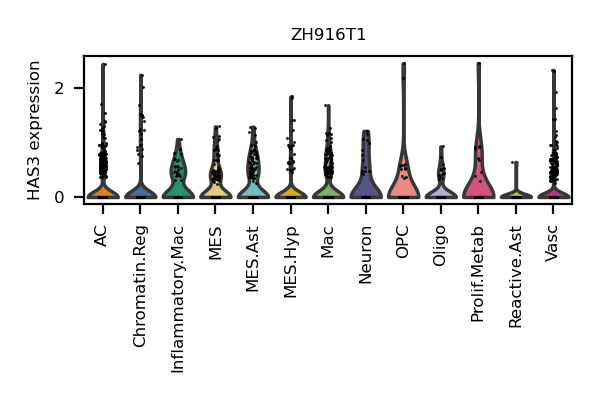 ZH916T1
HAS3 expression
2
0
AC
Chromatin.Reg
Inflammatory.Mac
MES
MES.Ast
MES.Hyp
Mac
Neuron
OPC
Oligo
Prolif.Metab
Reactive.Ast
Vasc